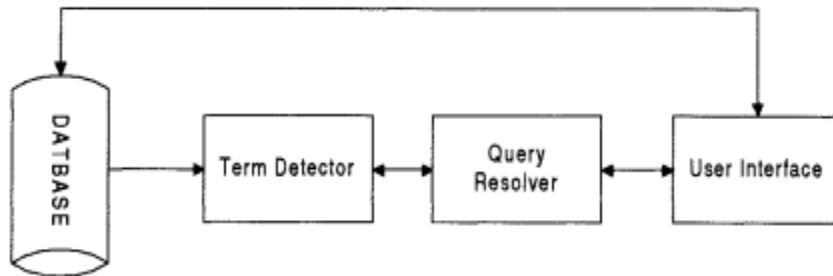 DATBASE
Term Detector
Query
Resolver
User Interface